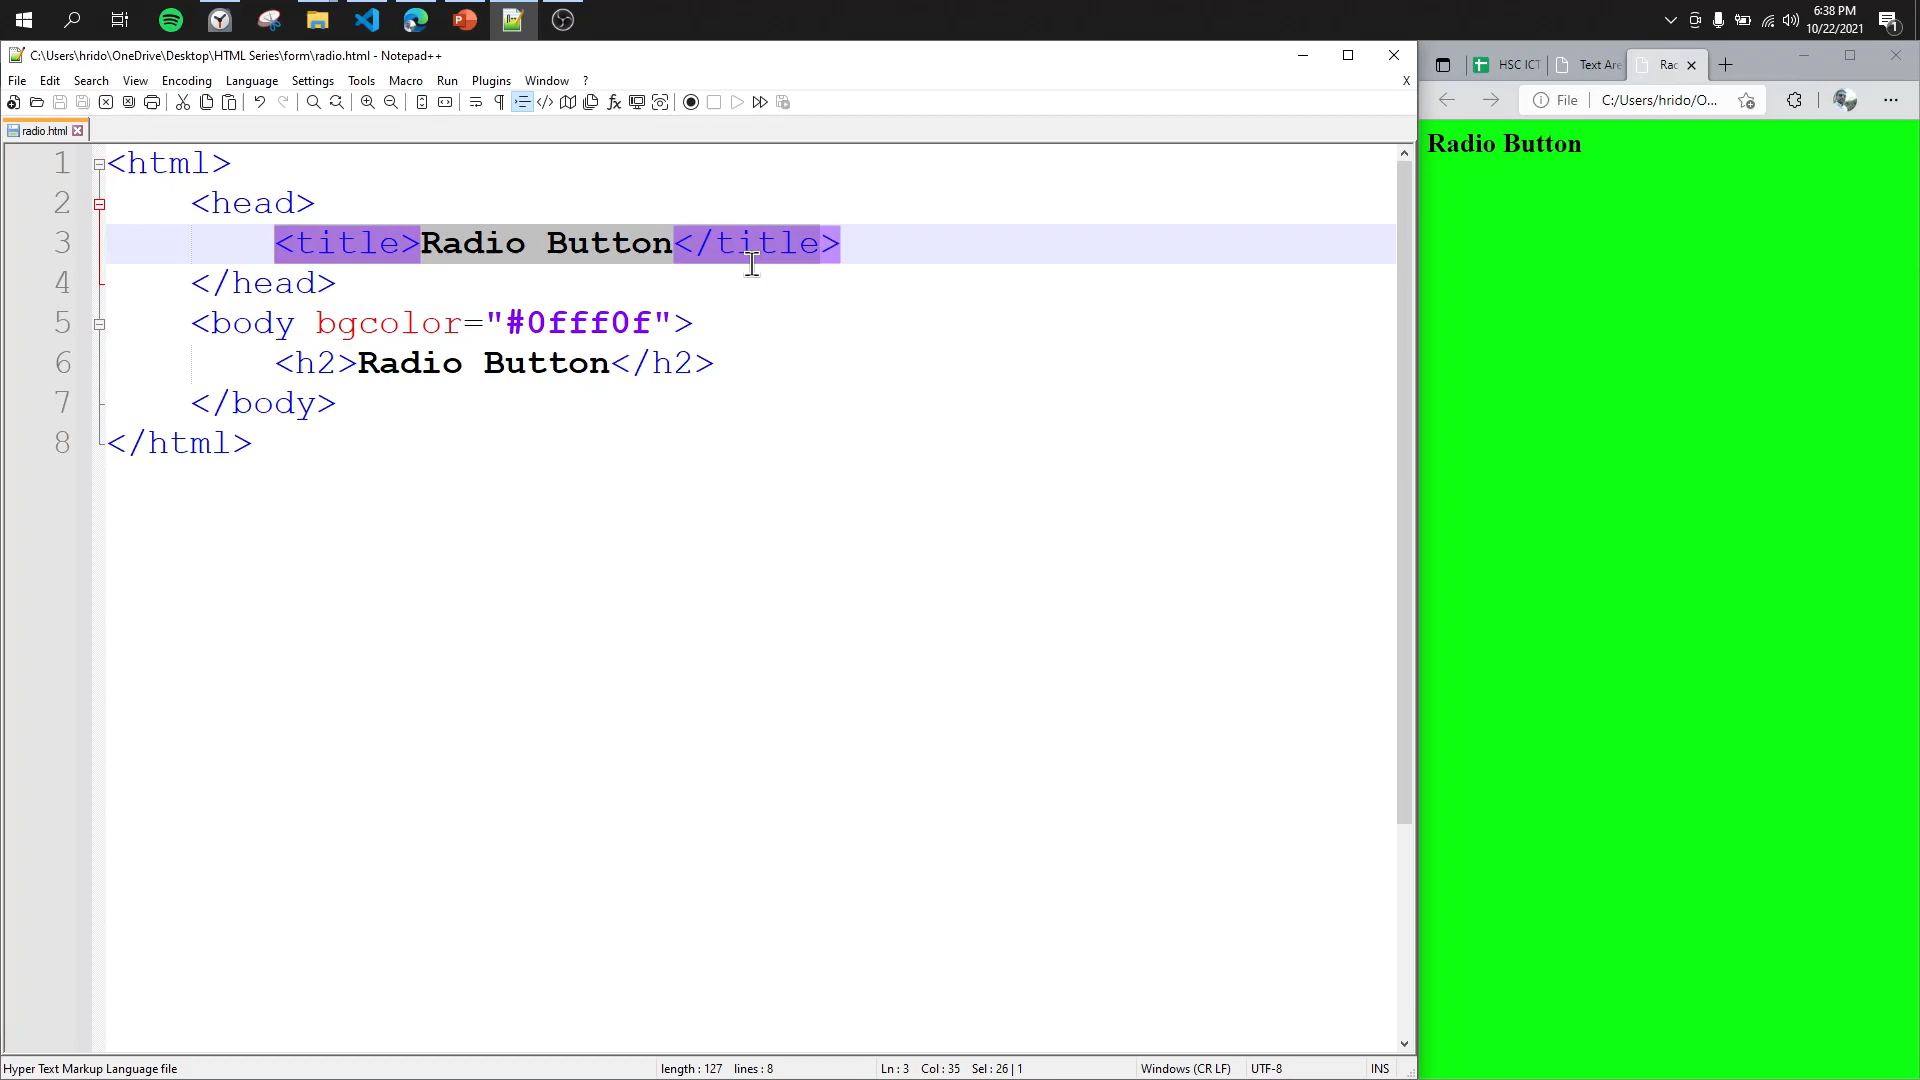 6:38 PM
10/22/2021
1
C:\Users\hrido\OneDrive\Desktop\HTML Series\form\radio.html - Notepad++
File Edit Search View Encoding Language Settings Tools Macro Run Plugins Window ? X
radio.html
1 <html>
2 <head>
3 <title>Radio Button</title>
4 </head>
5 <body bgcolor="#0fff0f">
6 <h2>Radio Button</h2>
7 </body>
8 </html>
Hyper Text Markup Language file length : 127 lines : 8 Ln : 3 Col : 35 Sel : 26 | 1 Windows (CR LF) UTF-8 INS
HSC ICT Text Are Rac
File C:/Users/hrido/O...
Radio Button